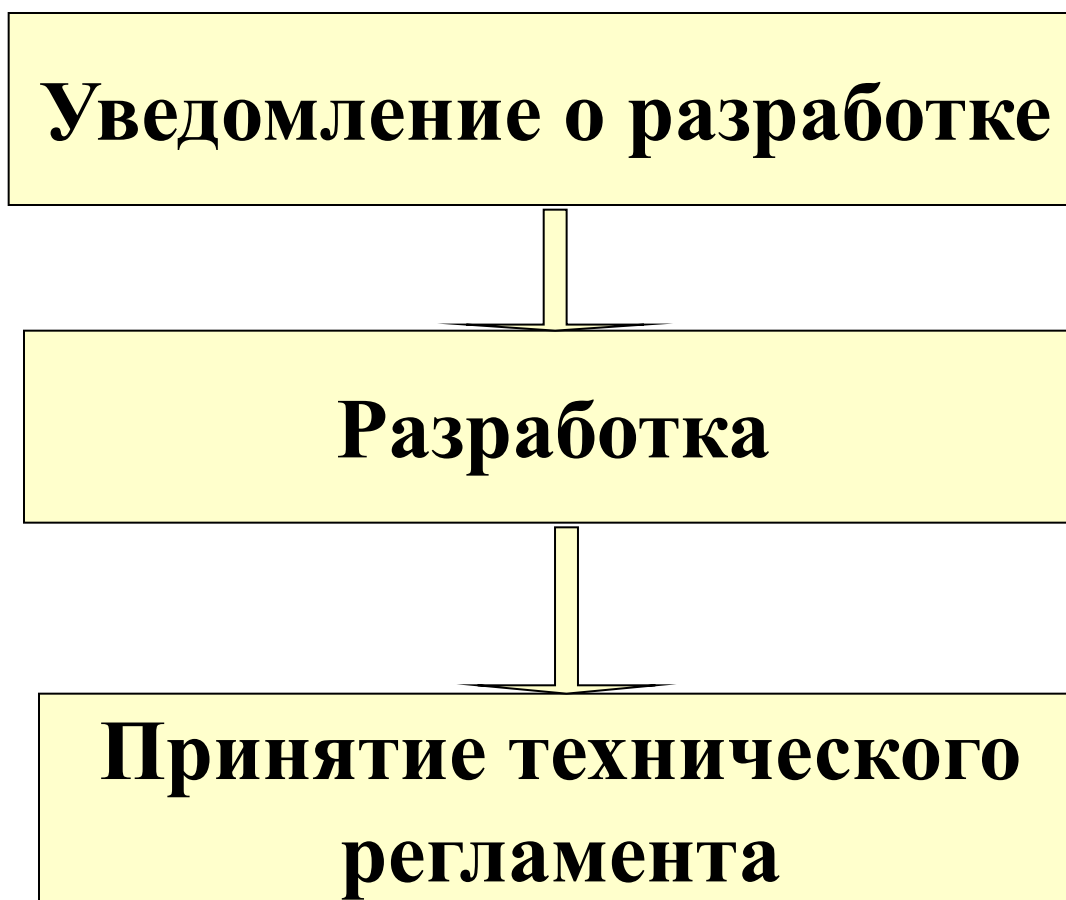 Уведомление о разработке
Разработка
Принятие технического
регламента